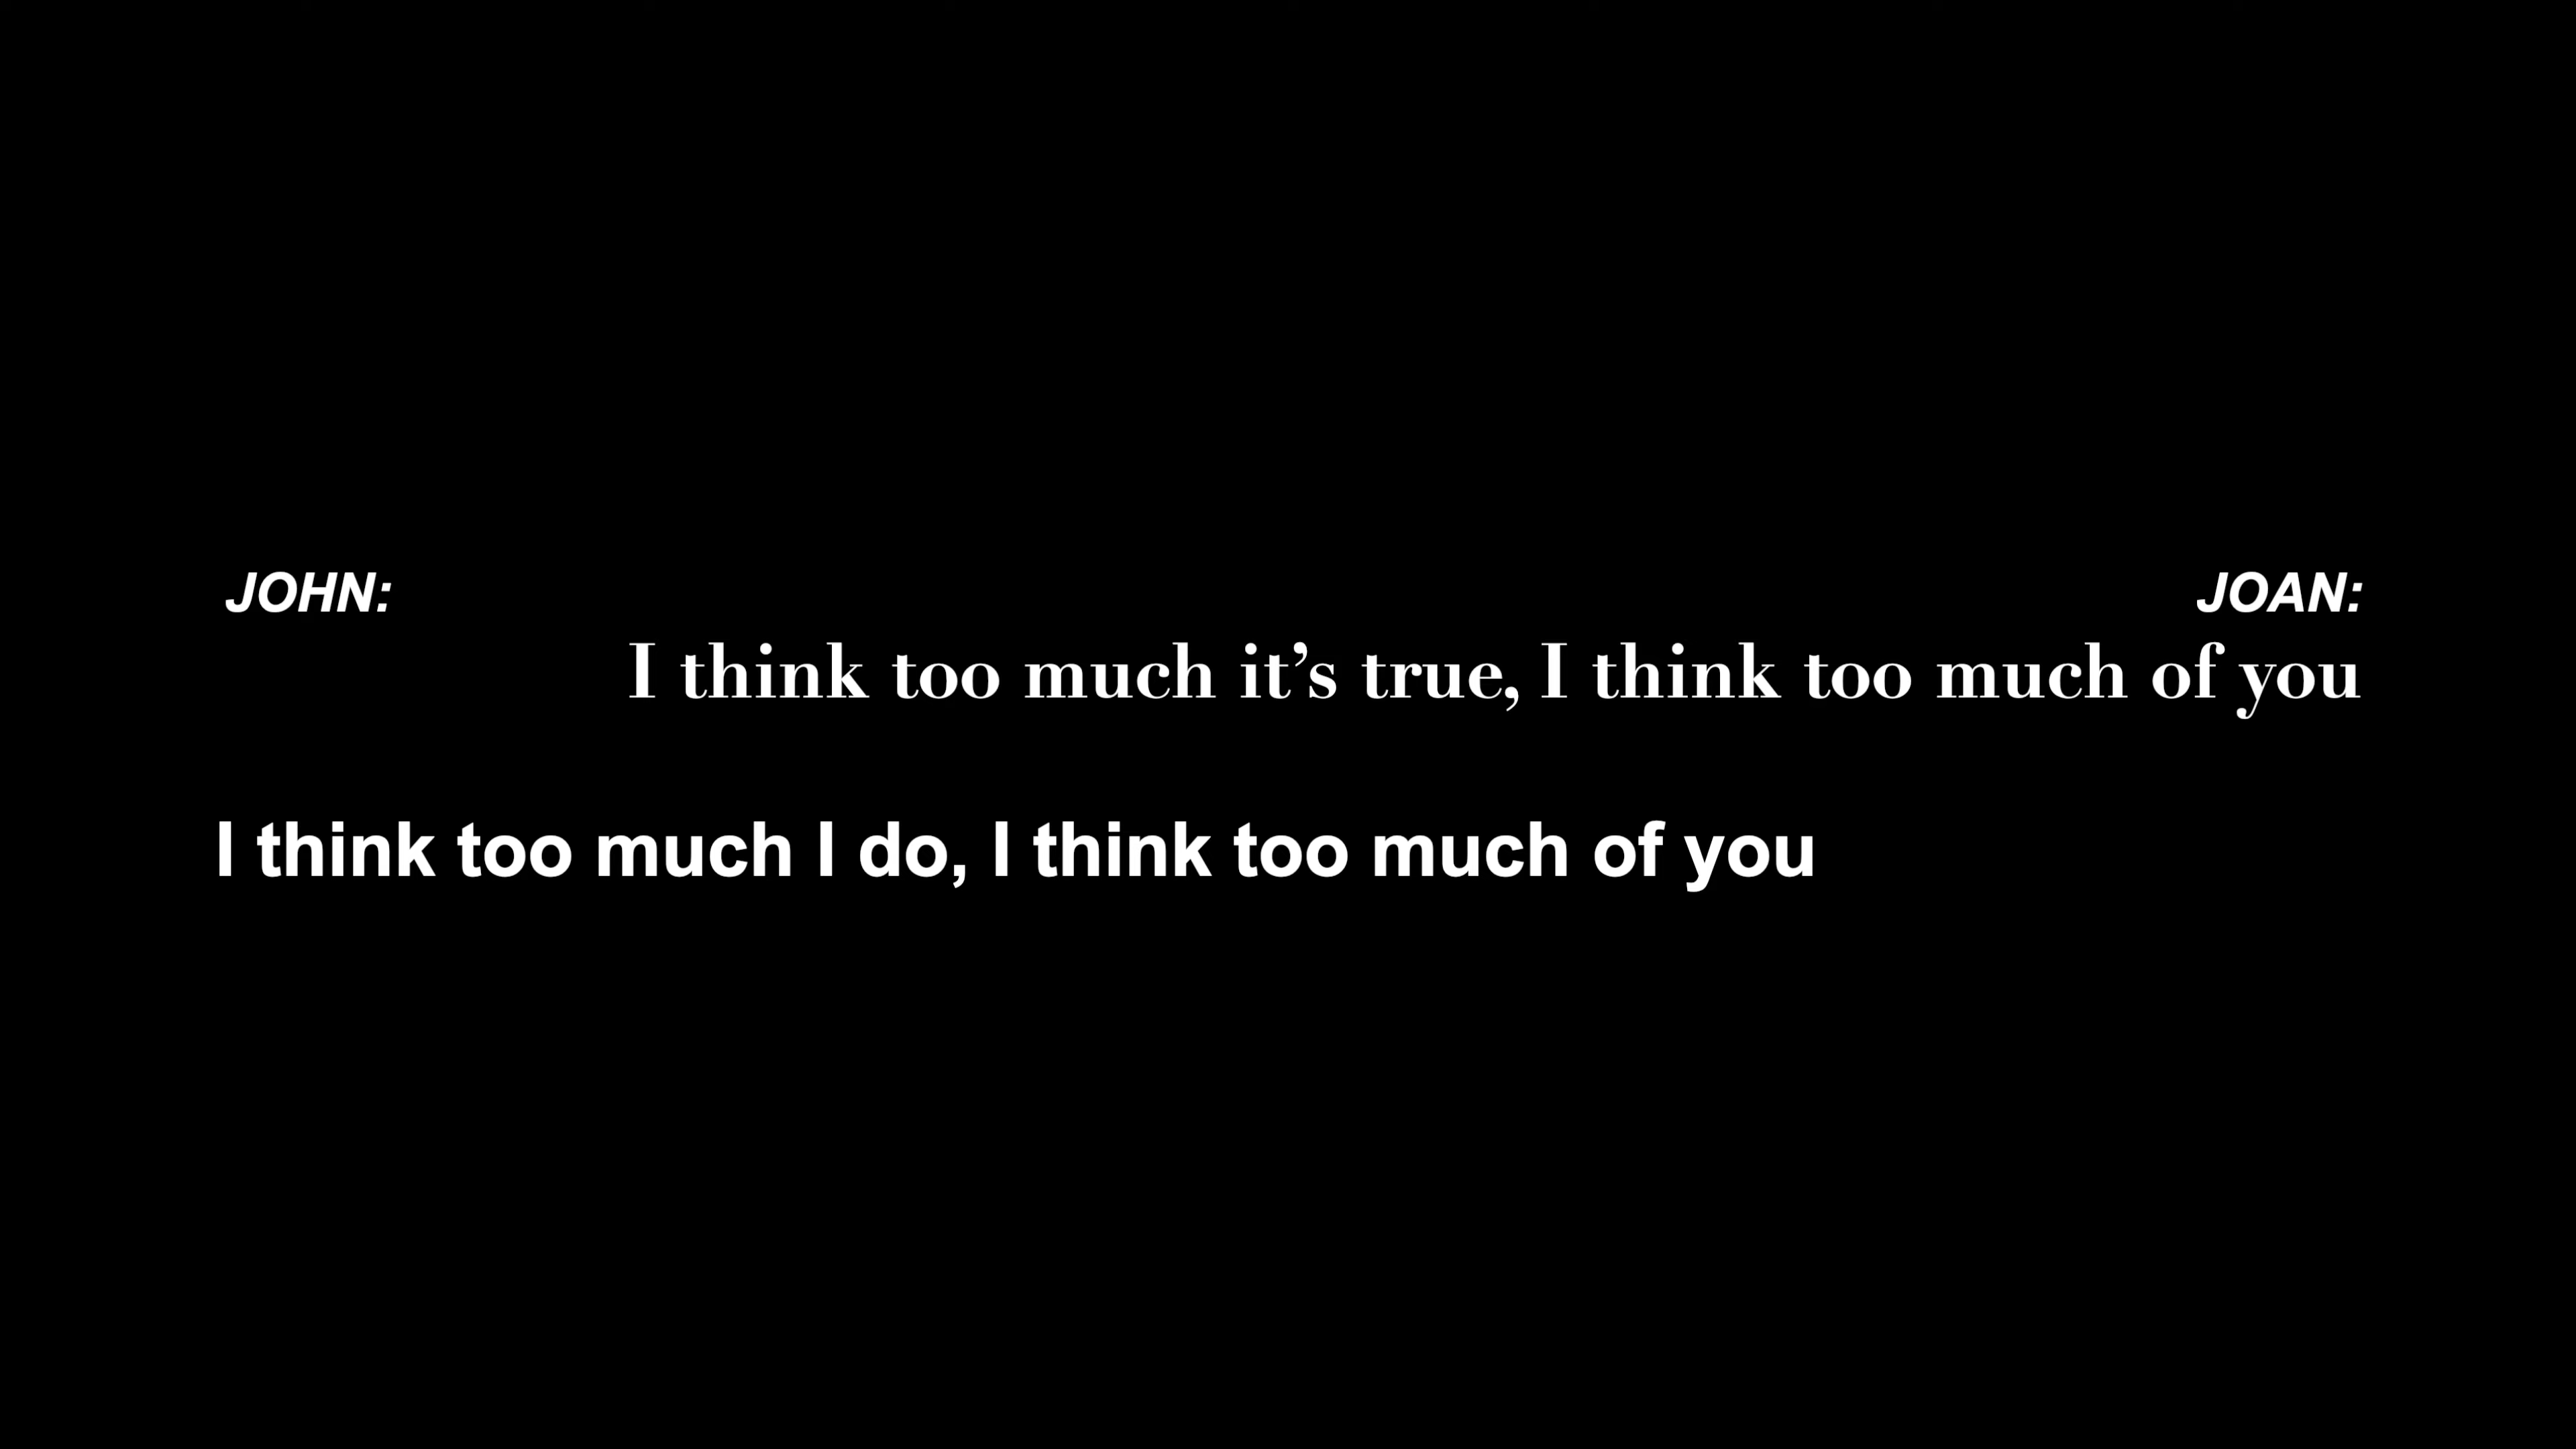 JOHN: JOAN:
I think too much it’s true, I think too much of you
I think too much I do, I think too much of you